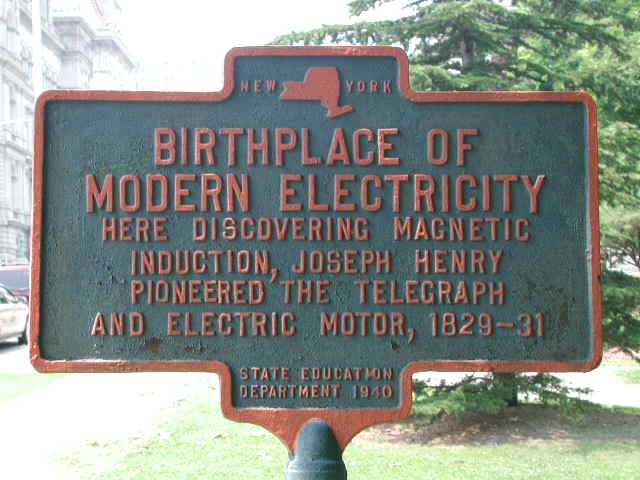 NEW YORK
BIRTHPLACE OF
MODERN ELECTRICITY
HERE DISCOVERING MAGNETIC
INDUCTION, JOSEPH HENRY
PIONEERED THE TELEGRAPH
AND ELECTRIC MOTOR, 1829-31
STATE EDUCATION
DEPARTMENT 1940